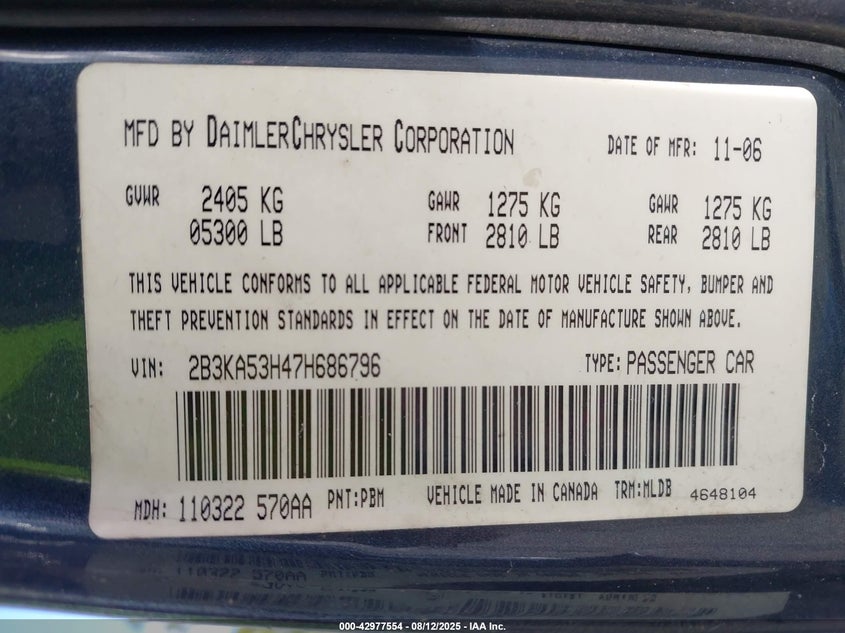 MFD BY DAIMLERCHRYSLER CORPORATION DATE OF MFR: 11-06
GVWR 2405 KG GAWR 1275 KG GAWR 1275 KG
05300 LB FRONT 2810 LB REAR 2810 LB
THIS VEHICLE CONFORMS TO ALL APPLICABLE FEDERAL MOTOR VEHICLE SAFETY, BUMPER AND
THEFT PREVENTION STANDARDS IN EFFECT ON THE DATE OF MANUFACTURE SHOWN ABOVE.
VIN: 2B3KA53H47H686796 TYPE: PASSENGER CAR
MDH: 110322 570AA PNT:PBM VEHICLE MADE IN CANADA TRM:MLDB 4648104
110322 570AA
000-42977554 - 08/12/2025 - IAA Inc.